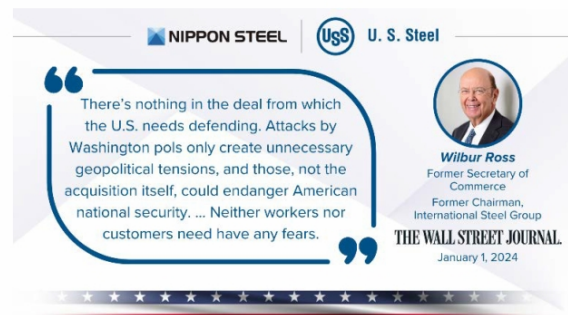 NIPPON STEEL
USS
U. S. Steel
“
There's nothing in the deal from which
the U.S. needs defending. Attacks by
Washington pols only create unnecessary
geopolitical tensions, and those, not the
acquisition itself, could endanger American
national security. ... Neither workers nor
customers need have any fears.
”
Wilbur Ross
Former Secretary of
Commerce
Former Chairman,
International Steel Group
THE WALL STREET JOURNAL.
January 1, 2024